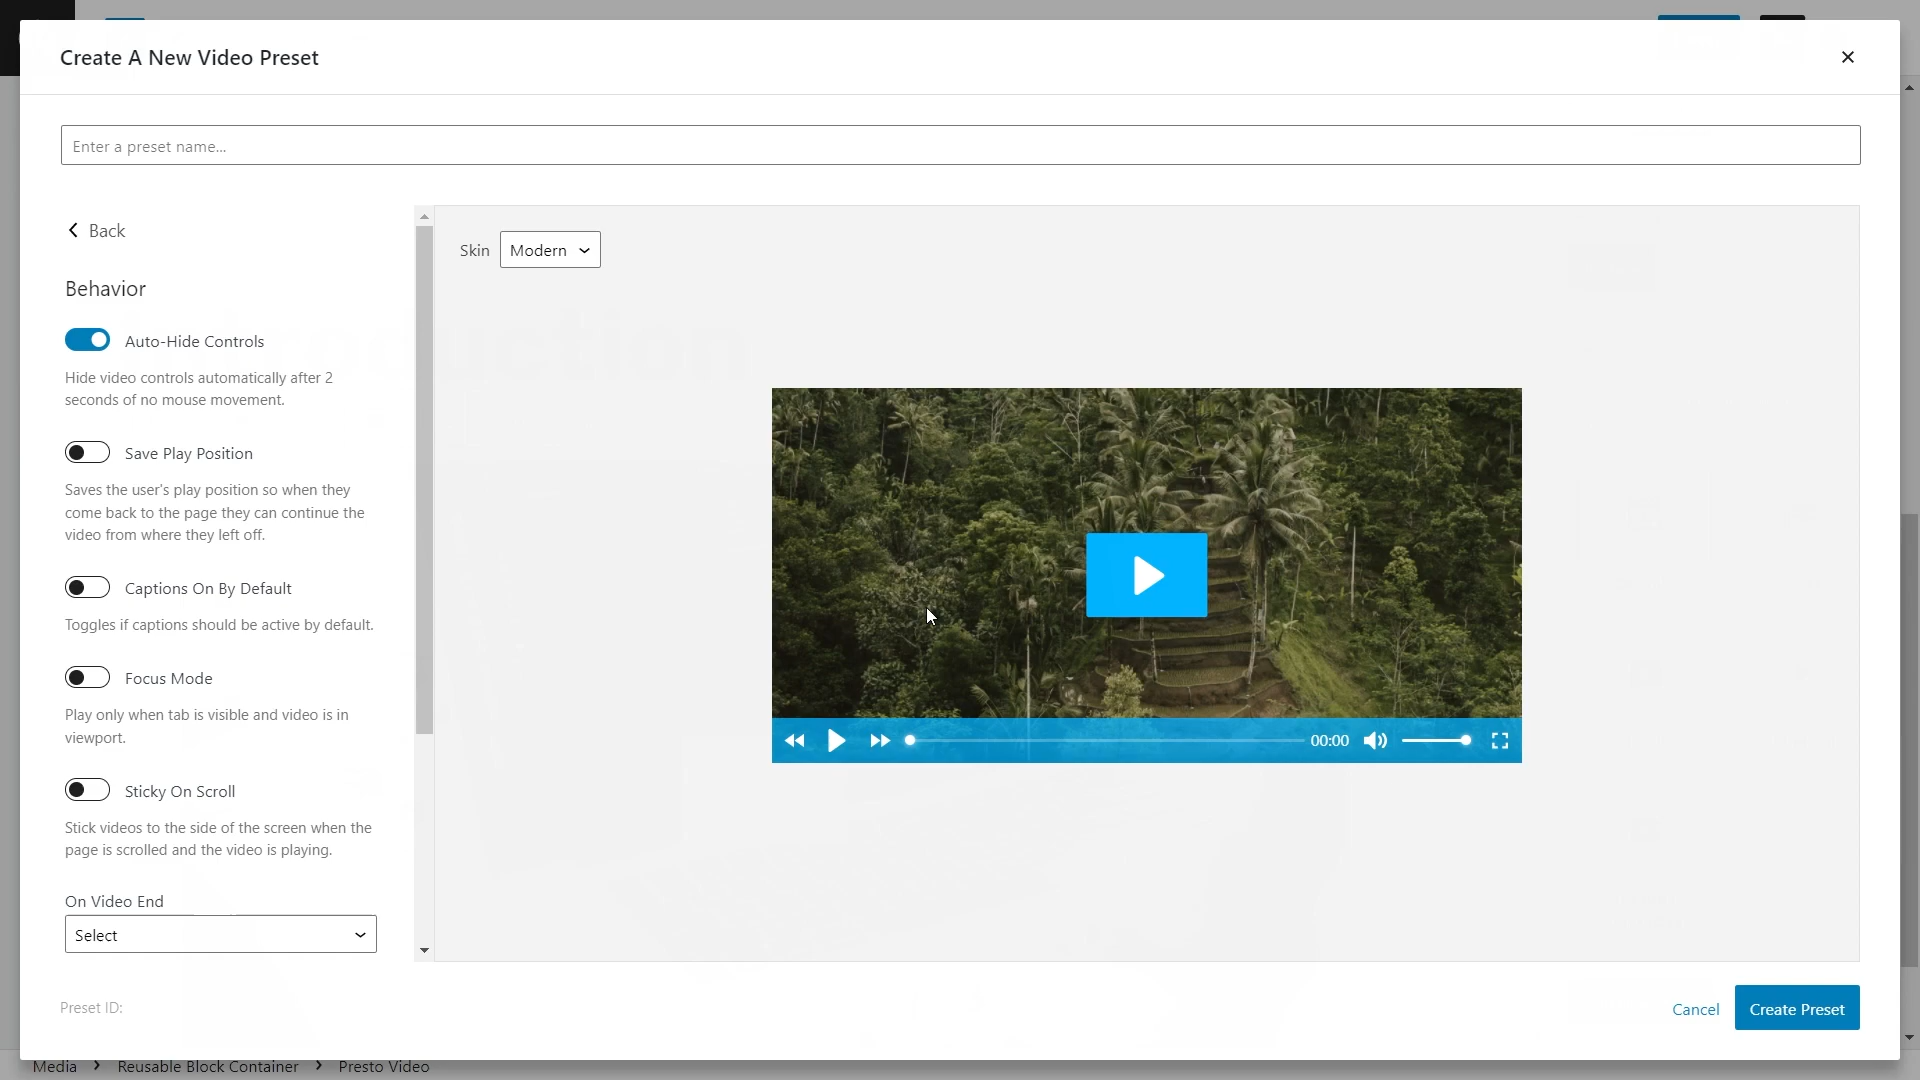 Create A New Video Preset
Enter a preset name...
Back
Skin
Modern
Behavior
Auto-Hide Controls
Hide video controls automatically after 2
seconds of no mouse movement.
Save Play Position
Saves the user's play position so when they
come back to the page they can continue the
video from where they left off.
Captions On By Default
Toggles if captions should be active by default.
Focus Mode
Play only when tab is visible and video is in
viewport.
Sticky On Scroll
Stick videos to the side of the screen when the
page is scrolled and the video is playing.
On Video End
Select
00:00
Preset ID:
Cancel
Create Preset
Media
Reusable Block Container
Presto Video